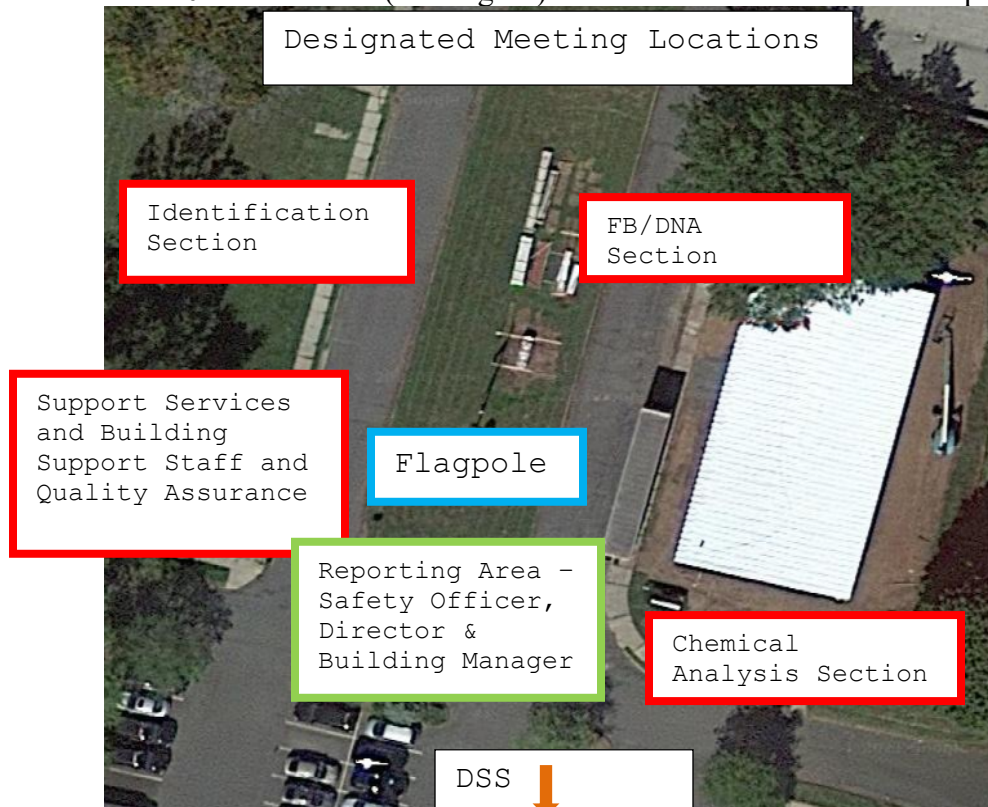 Designated Meeting Locations
Identification
Section
FB/DNA
Section
Support Services
and Building
Support Staff and
Quality Assurance
Flagpole
Reporting Area –
Safety Officer,
Director &
Building Manager
Chemical
Analysis Section
DSS